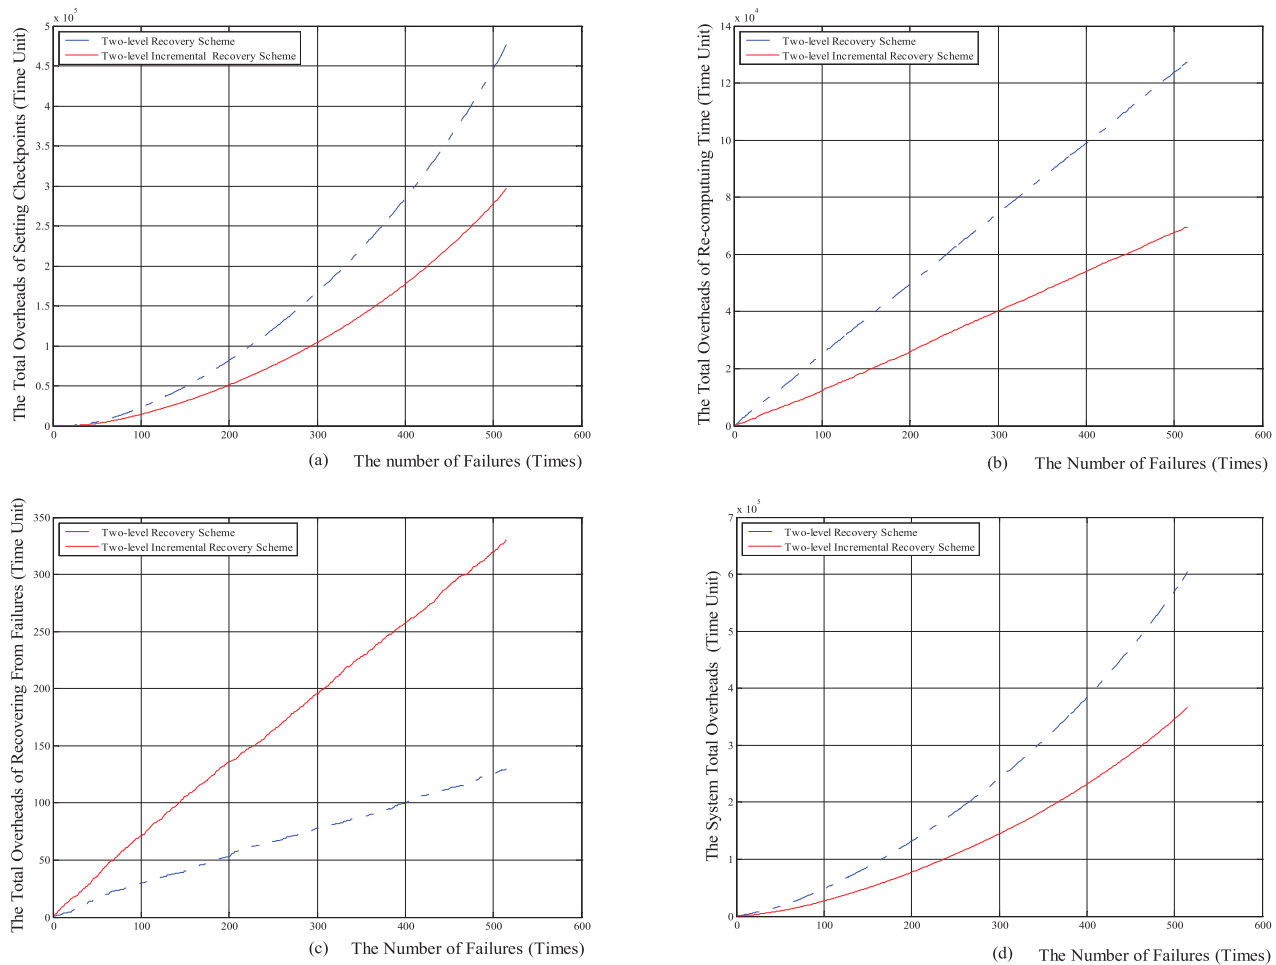 x 10^5
The Total Overheads of Setting Checkpoints (Time Unit)
Two-level Recovery Scheme
Two-level Incremental Recovery Scheme
5
4.5
4
3.5
3
2.5
2
1.5
1
0.5
0
0 100 200 300 400 500 600
(a) The number of Failures (Times)
x 10^4
The Total Overheads of Re-computuing Time (Time Unit)
Two-level Recovery Scheme
Two-level Incremental Recovery Scheme
14
12
10
8
6
4
2
0
0 100 200 300 400 500 600
(b) The Number of Failures (Times)
The Total Overheads of Recovering From Failures (Time Unit)
Two-level Recovery Scheme
Two-level Incremental Recovery Scheme
350
300
250
200
150
100
50
0
0 100 200 300 400 500 600
(c) The Number of Failures (Times)
x 10^5
The System Total Overheads (Time Unit)
Two-level Recovery Scheme
Two-level Incremental Recovery Scheme
7
6
5
4
3
2
1
0
0 100 200 300 400 500 600
(d) The Number of Failures (Times)